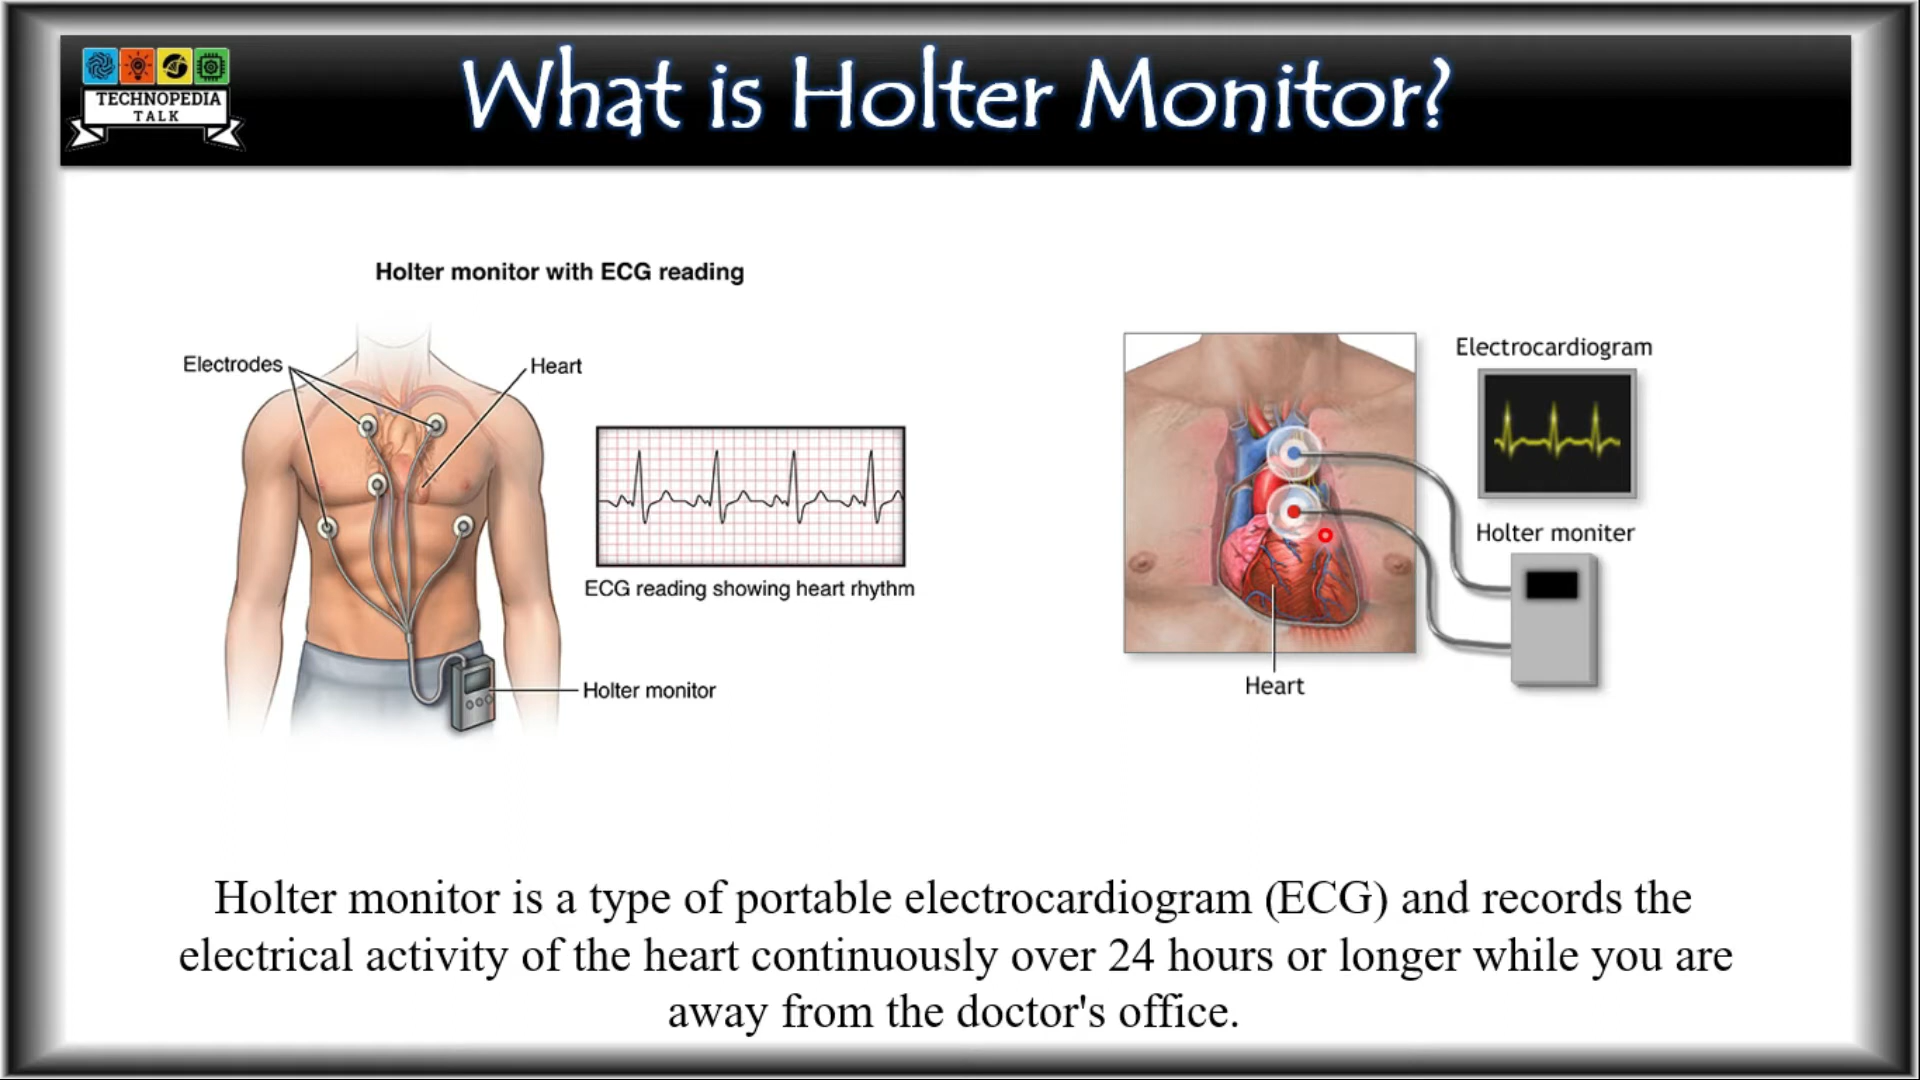 TECHNOPEDIA
TALK
What is Holter Monitor?
Holter monitor with ECG reading
Electrodes
Heart
ECG reading showing heart rhythm
Holter monitor
Electrocardiogram
Holter moniter
Heart
Holter monitor is a type of portable electrocardiogram (ECG) and records the
electrical activity of the heart continuously over 24 hours or longer while you are
away from the doctor's office.